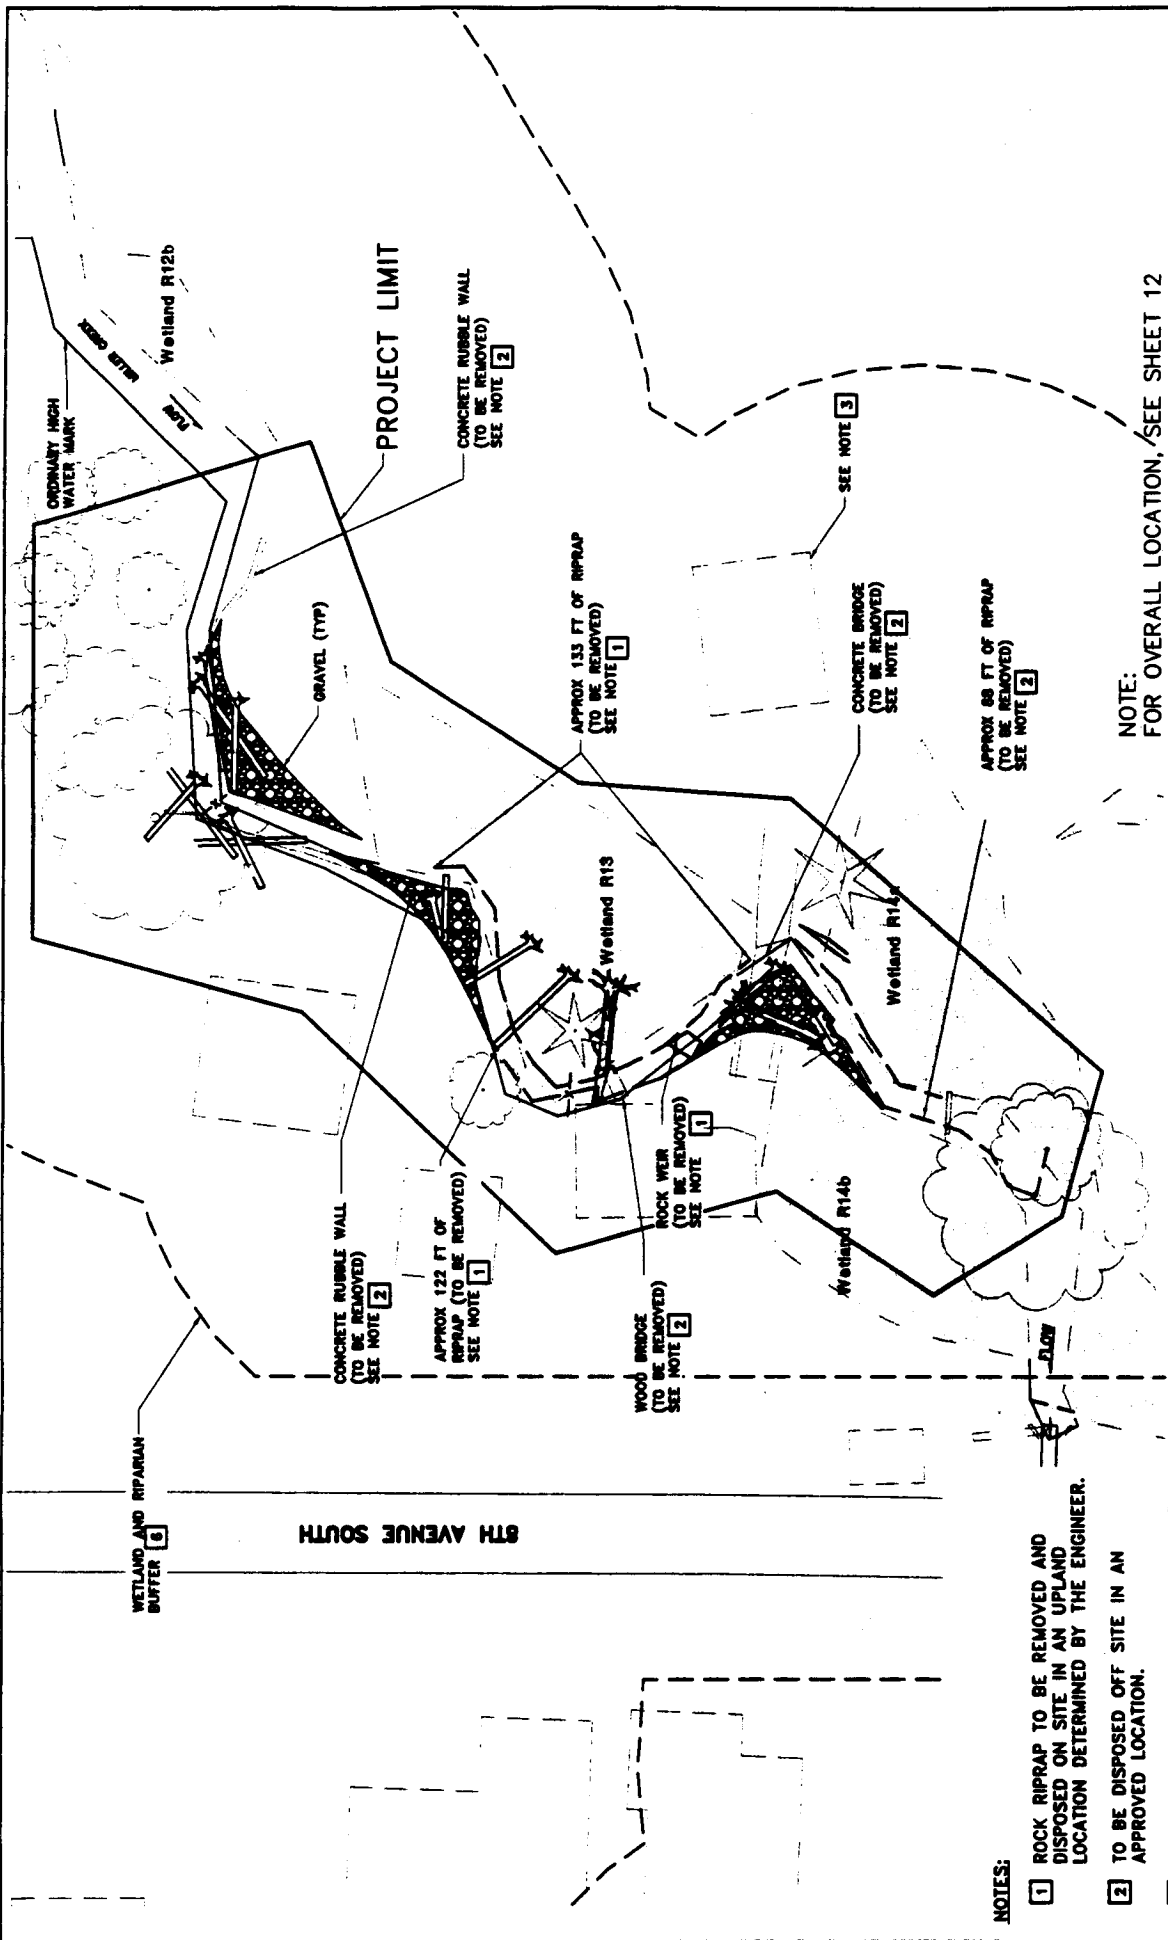 WETLAND AND RIPARIAN
BUFFER 6
8TH AVENUE SOUTH
CONCRETE RUBBLE WALL
(TO BE REMOVED)
SEE NOTE 2
APPROX 122 FT OF
RIPRAP (TO BE REMOVED)
SEE NOTE 1
WOOD BRIDGE
(TO BE REMOVED)
SEE NOTE 2
ROCK WEIR
(TO BE REMOVED)
SEE NOTE 1
Wetland R14b
FLOW
ORDINARY HIGH
WATER MARK
MILLER CREEK
FLOW
Wetland R12b
PROJECT LIMIT
CONCRETE RUBBLE WALL
(TO BE REMOVED)
SEE NOTE 2
GRAVEL (TYP)
APPROX 133 FT OF RIPRAP
(TO BE REMOVED)
SEE NOTE 1
Wetland R13
SEE NOTE 3
CONCRETE BRIDGE
(TO BE REMOVED)
SEE NOTE 2
Wetland R14a
APPROX 88 FT OF RIPRAP
(TO BE REMOVED)
SEE NOTE 2
NOTE:
FOR OVERALL LOCATION, SEE SHEET 12
NOTES:
1 ROCK RIPRAP TO BE REMOVED AND
DISPOSED ON SITE IN AN UPLAND
LOCATION DETERMINED BY THE ENGINEER.
2 TO BE DISPOSED OFF SITE IN AN
APPROVED LOCATION.